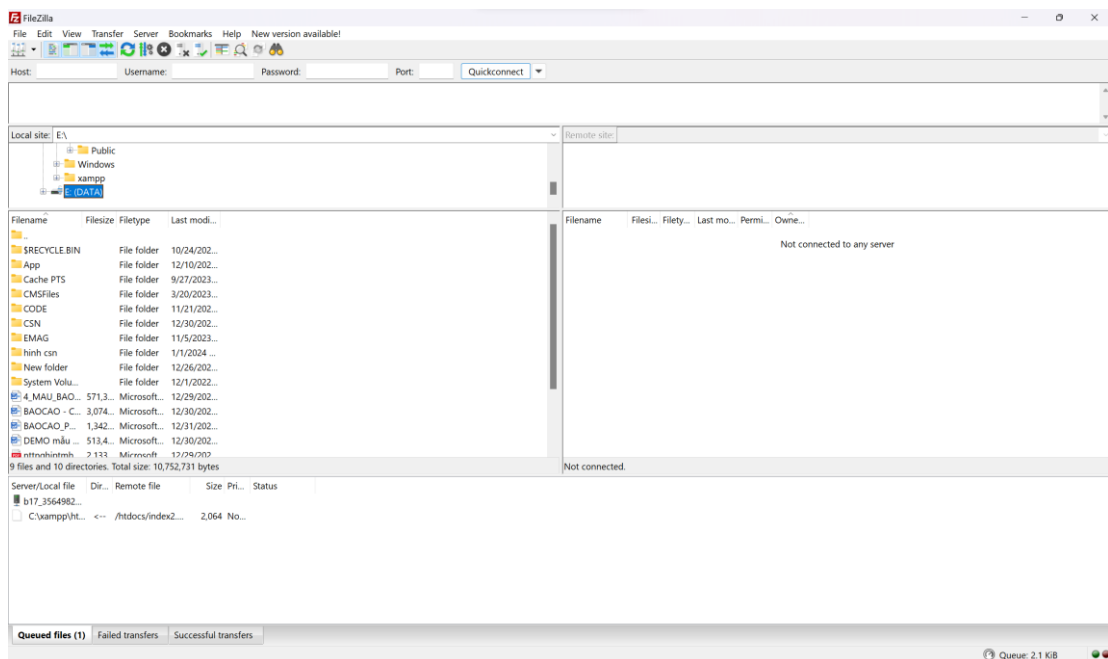 FileZilla
File Edit View Transfer Server Bookmarks Help New version available!
Host: Username: Password: Port: Quickconnect
Local site: E:\ Remote site:
Public
Windows
xampp
E: (DATA)
Filename Filesize Filetype Last modi... Filename Filesi... Filety... Last mo... Permi... Owne...
..
Not connected to any server
$RECYCLE.BIN File folder 10/24/202...
App File folder 12/10/202...
Cache PTS File folder 9/27/2023...
CMSFiles File folder 3/20/2023...
CODE File folder 11/21/202...
CSN File folder 12/30/202...
EMAG File folder 11/5/2023...
hinh csn File folder 1/1/2024 ...
New folder File folder 12/26/202...
System Volu... File folder 12/1/2022...
4_MAU_BAO... 571,3... Microsoft... 12/29/202...
BAOCAO - C... 3,074... Microsoft... 12/30/202...
BAOCAO_P... 1,342... Microsoft... 12/31/202...
DEMO mẫu ... 513,4... Microsoft... 12/30/202...
2,133 Microsoft... 12/29/202...
9 files and 10 directories. Total size: 10,752,731 bytes Not connected.
Server/Local file Dir... Remote file Size Pri... Status
b17_3564982...
C:\xampp\ht... <-- /htdocs/index2.... 2,064 No...
Queued files (1) Failed transfers Successful transfers
Queue: 2.1 KiB